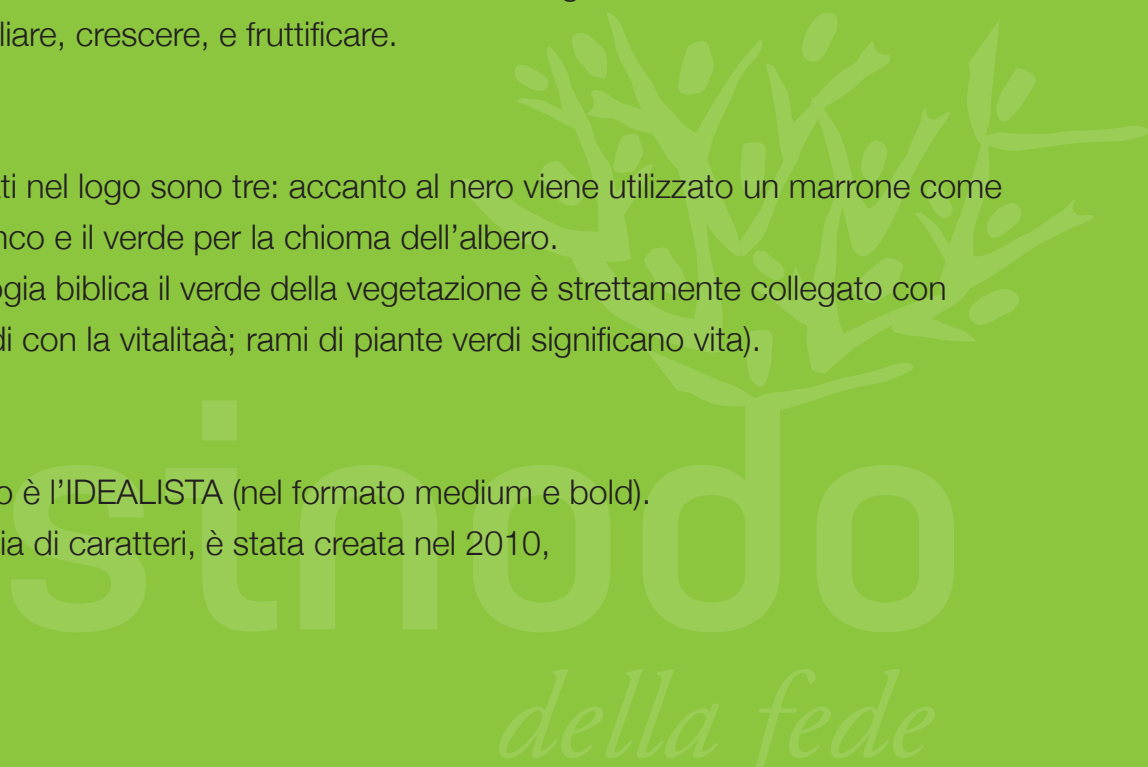 liare, crescere, e fruttificare.
ti nel logo sono tre: accanto al nero viene utilizzato un marrone come
nco e il verde per la chioma dell’albero.
ogia biblica il verde della vegetazione è strettamente collegato con
di con la vitalitaà; rami di piante verdi significano vita).
o è l’IDEALISTA (nel formato medium e bold).
ia di caratteri, è stata creata nel 2010,
sinodo
della fede